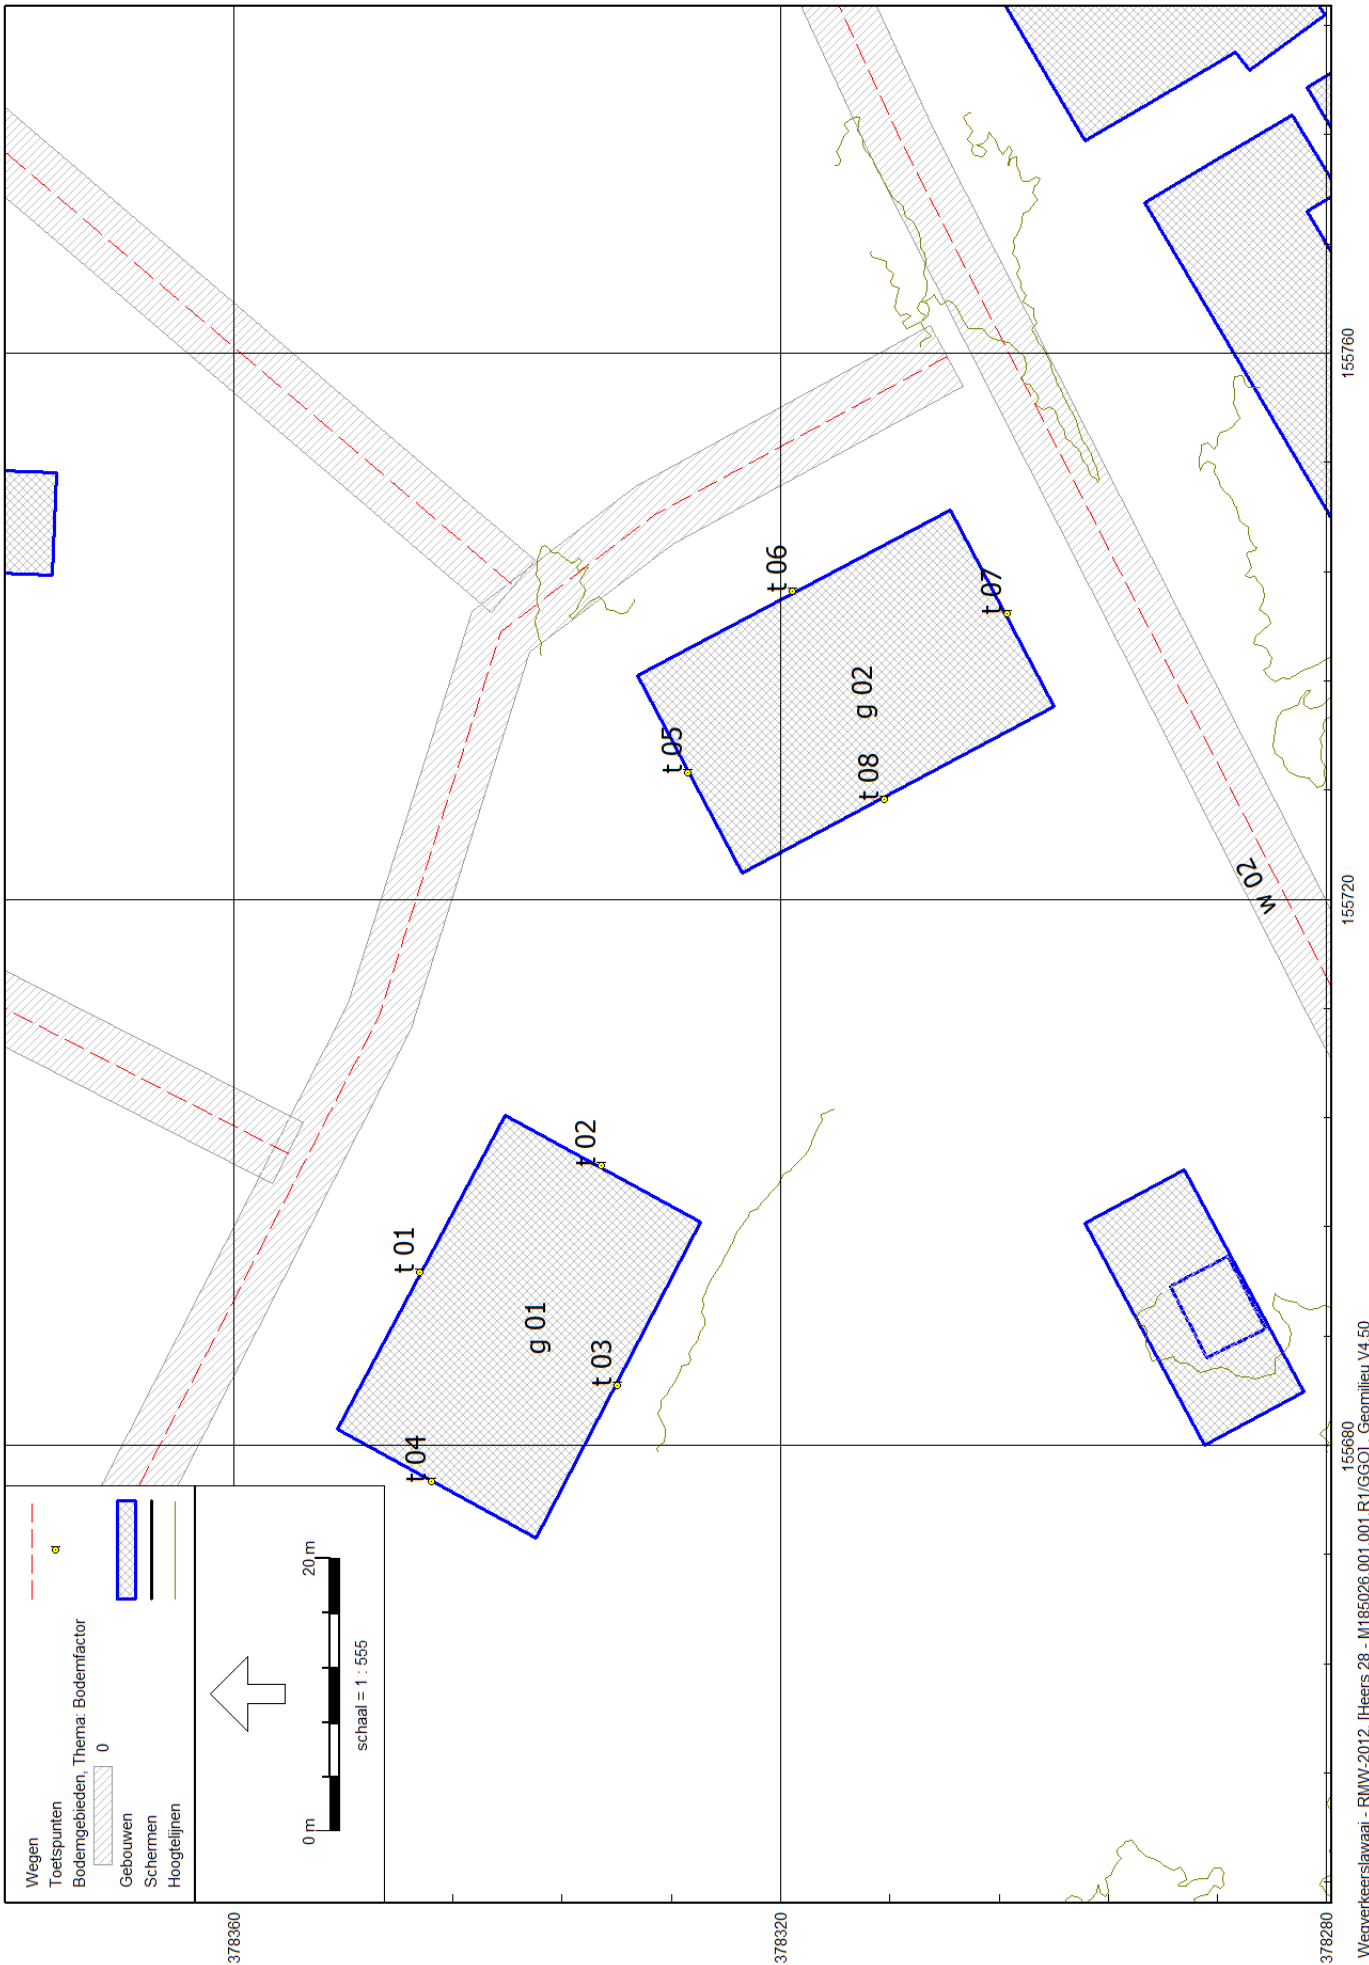 Wegen
Toetspunten
Bodemgebieden, Thema: Bodemfactor
0
Gebouwen
Schermen
Hoogtelijnen
0 m
20 m
schaal = 1 : 555
t 01
t 02
t 03
t 04
g 01
t 05
t 06
t 07
t 08
g 02
w 02
378360
378320
378280
155680
155720
155760
Wegverkeerslawaai - RMW-2012, [Heers 28 - M185026.001.001.R1/GGO] , Geomilieu V4.50